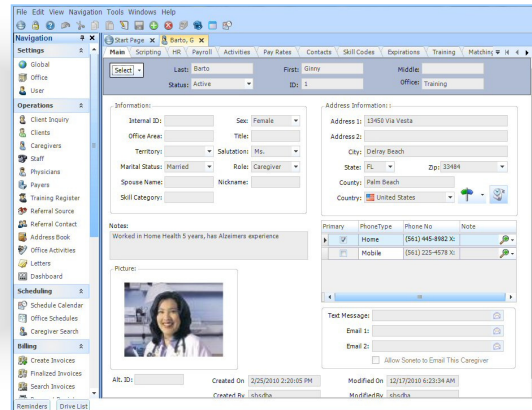 File Edit View Navigation Tools Windows Help
Navigation
Start Page Barto, G
Settings
Main Scripting HR Payroll Activities Pay Rates Contacts Skill Codes Expirations Training Matching
Global
Office
User
Select
Last: Barto First: Ginny Middle:
Status: Active ID: 1 Office: Training
Operations
Client Inquiry
Clients
Caregivers
Staff
Physicians
Payers
Training Register
Referral Source
Referral Contact
Address Book
Office Activities
Letters
Dashboard
Scheduling
Schedule Calendar
Office Schedules
Caregiver Search
Billing
Create Invoices
Finalized Invoices
Search Invoices
Reminders Drive List
Information:
Internal ID: Sex: Female
Office Area: Title:
Territory: Salutation: Ms.
Marital Status: Married Role: Caregiver
Spouse Name: Nickname:
Skill Category:
Address Information:
Address 1: 13450 Via Vesta
Address 2:
City: Delray Beach
State: FL Zip: 33484
County: Palm Beach
Country: United States
Notes:
Worked in Home Health 5 years, has Alzeimers experience
Primary PhoneType Phone No Note
Home (561) 445-8982 X:
Mobile (561) 225-4578 X:
Picture:
Text Message:
Email 1:
Email 2:
Allow Soneto to Email This Caregiver
Alt. ID: Created On 2/25/2010 2:20:05 PM Modified On 12/17/2010 6:23:34 AM
Created By sbsdba ModifiedBy sbsdba